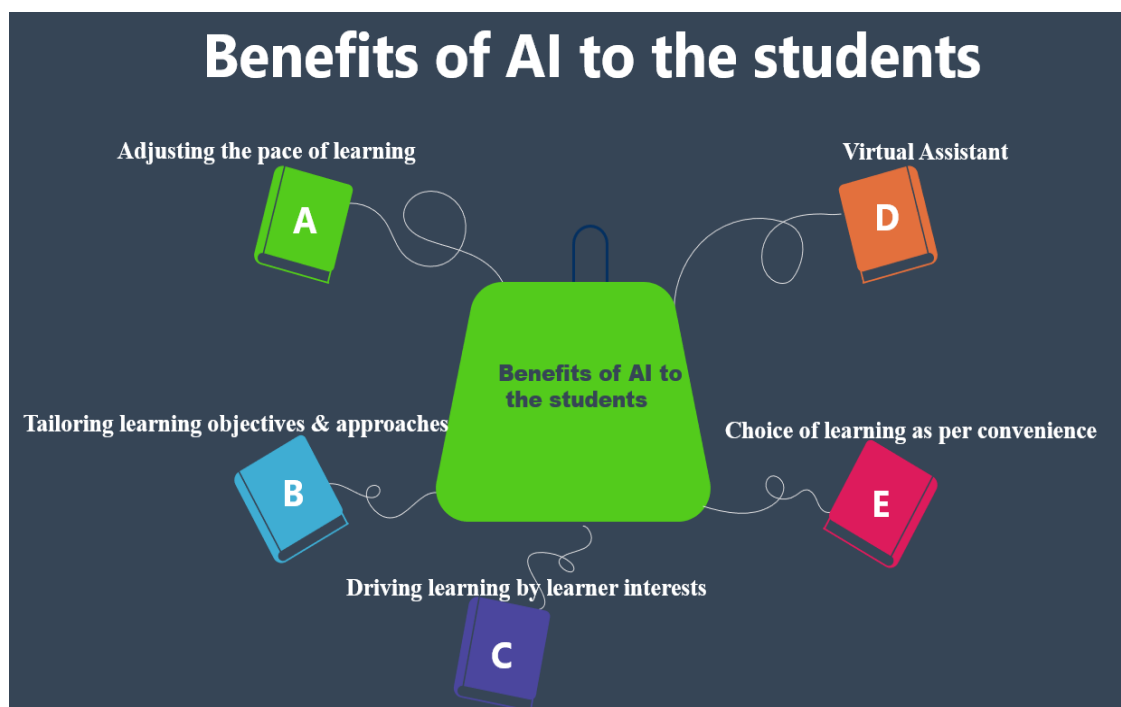 Benefits of AI to the students
Adjusting the pace of learning
A
Virtual Assistant
D
Benefits of AI to
the students
Tailoring learning objectives & approaches
B
Choice of learning as per convenience
E
Driving learning by learner interests
C